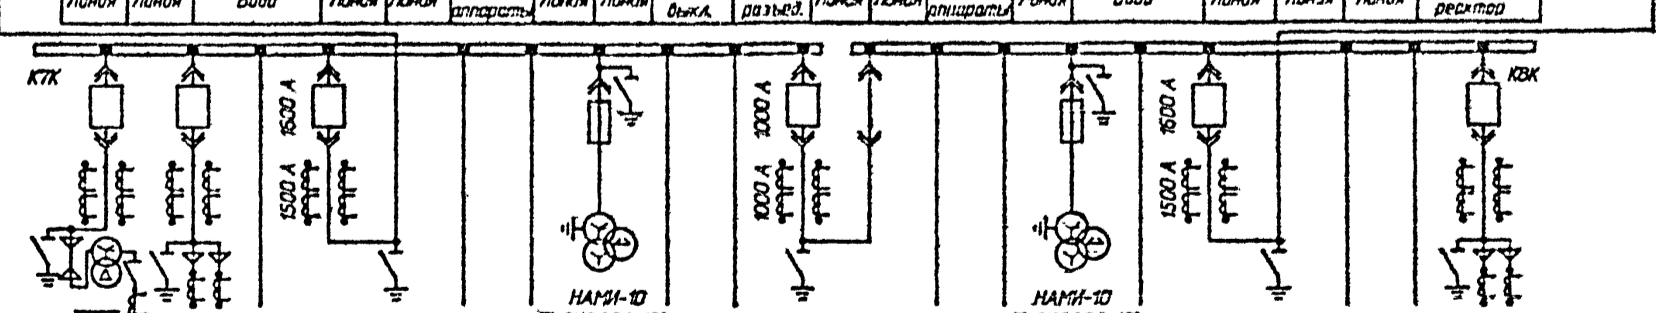 Линия Линия Ввод Линия Линия аппараты Линия Линия выкл. разъед. Линия Линия аппараты Линия Ввод Линия Линия Линия реактор
К7К
1600 А
1000 А
1600 А
К8К
1500 А
1000 А
1500 А
НАМИ-10
НАМИ-10